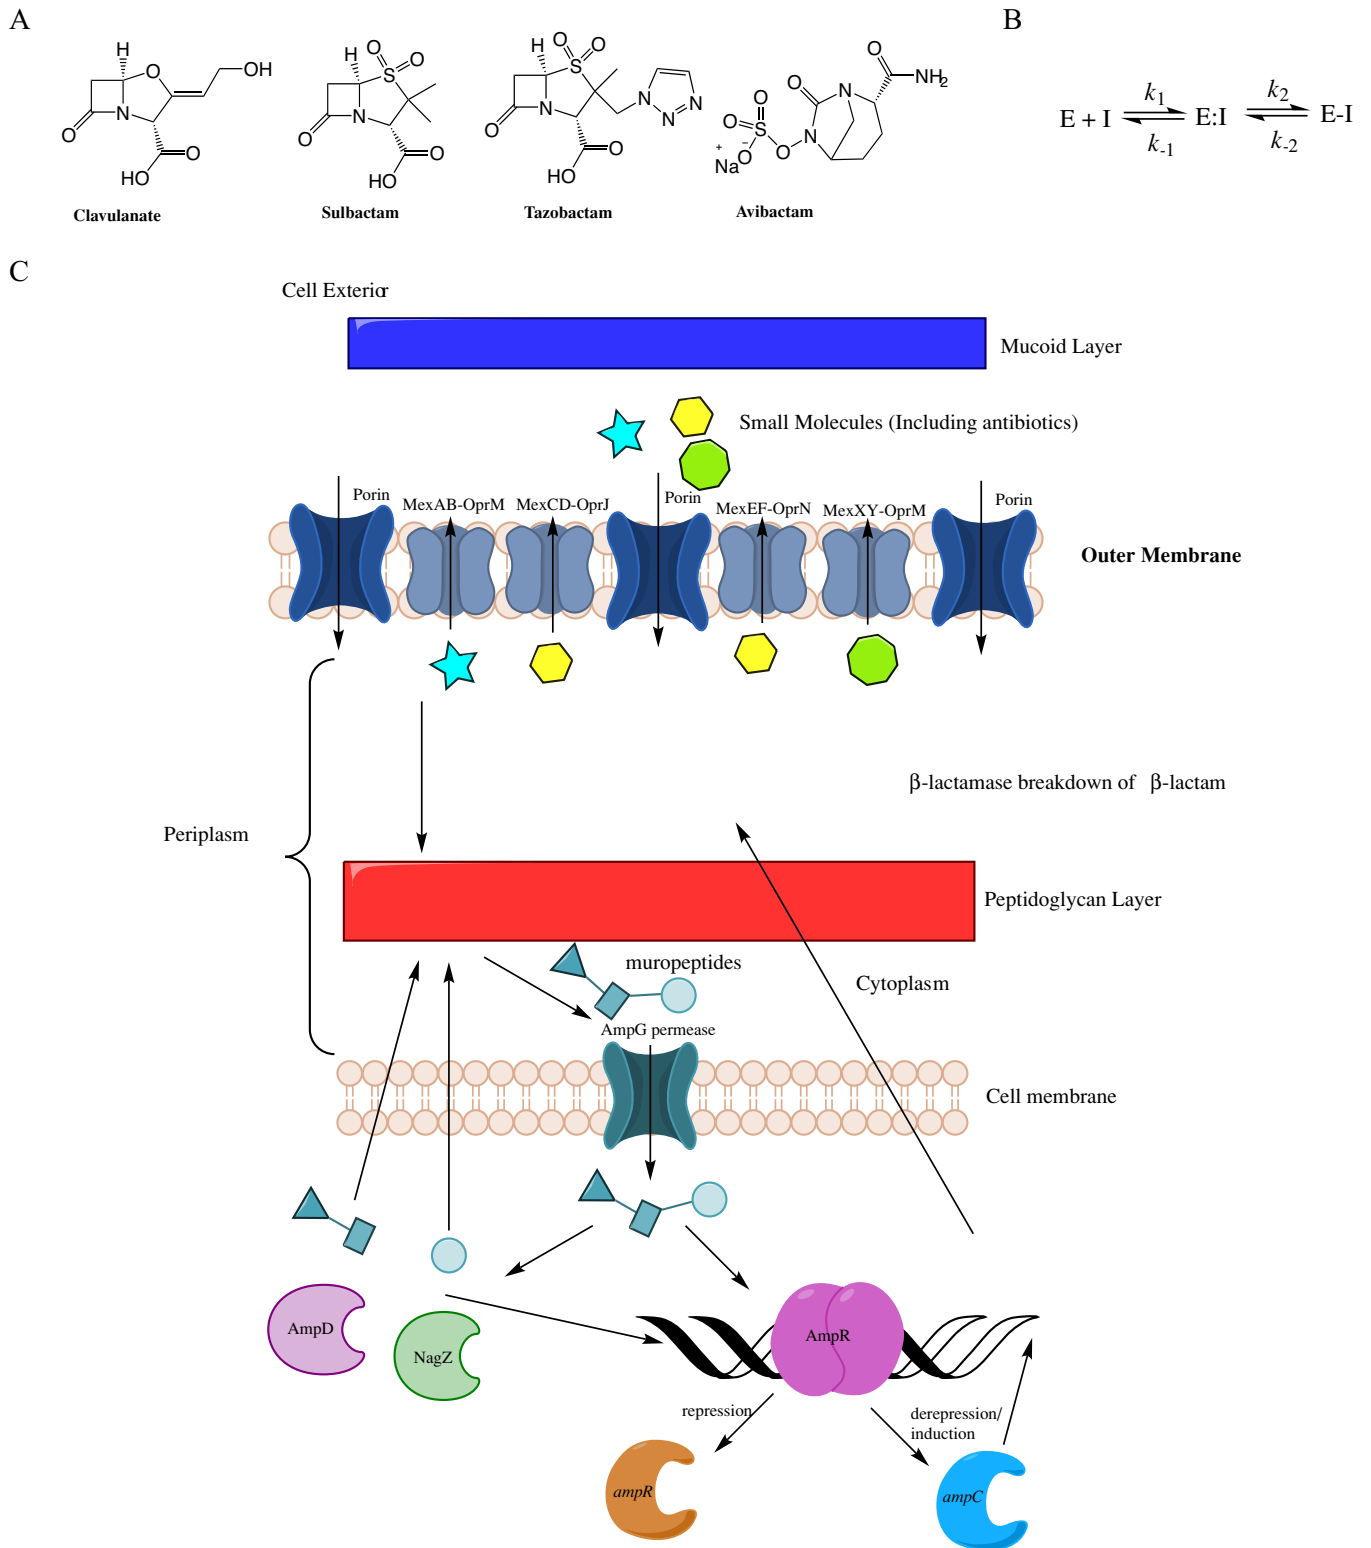 A
B
H
O
OH
N
O
O
HO
Clavulanate
O
H
O
S
N
O
O
HO
Sulbactam
O
H
O
S
N
N
N
N
O
O
HO
Tazobactam
O
NH2
N
O
O
O
S
N
O
O
−
+
Na
Avibactam
E + I
k1
k-1
E:I
k2
k-2
E-I
C
Cell Exterior
Mucoid Layer
Small Molecules (Including antibiotics)
Porin
MexAB-OprM
MexCD-OprJ
Porin
MexEF-OprN
MexXY-OprM
Porin
Outer Membrane
β-lactamase breakdown of β-lactam
Periplasm
Peptidoglycan Layer
muropeptides
Cytoplasm
AmpG permease
Cell membrane
AmpD
NagZ
AmpR
repression
derepression/
induction
ampR
ampC